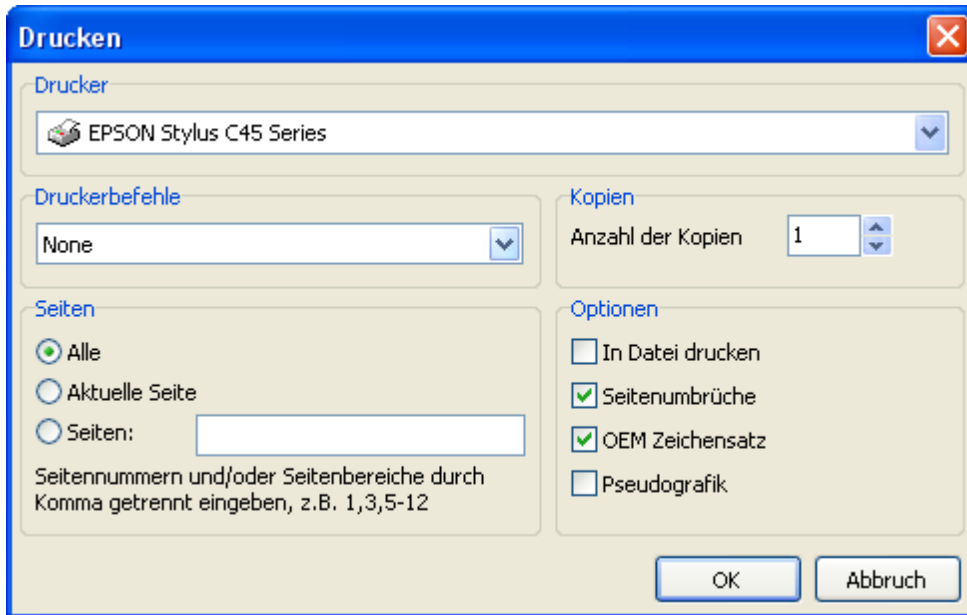 Drucken
Drucker
EPSON Stylus C45 Series
Druckerbefehle
None
Kopien
Anzahl der Kopien 1
Seiten
Alle
Aktuelle Seite
Seiten:
Seitennummern und/oder Seitenbereiche durch
Komma getrennt eingeben, z.B. 1,3,5-12
Optionen
In Datei drucken
Seitenumbrüche
OEM Zeichensatz
Pseudografik
OK Abbruch